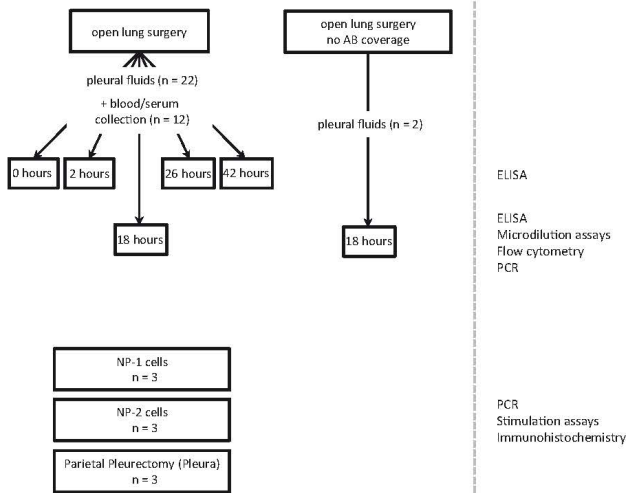 open lung surgery
open lung surgery
no AB coverage
pleural fluids (n = 22)
+ blood/serum
collection (n = 12)
pleural fluids (n = 2)
0 hours
2 hours
26 hours
42 hours
ELISA
18 hours
18 hours
ELISA
Microdilution assays
Flow cytometry
PCR
NP-1 cells
n = 3
NP-2 cells
n = 3
Parietal Pleurectomy (Pleura)
n = 3
PCR
Stimulation assays
Immunohistochemistry